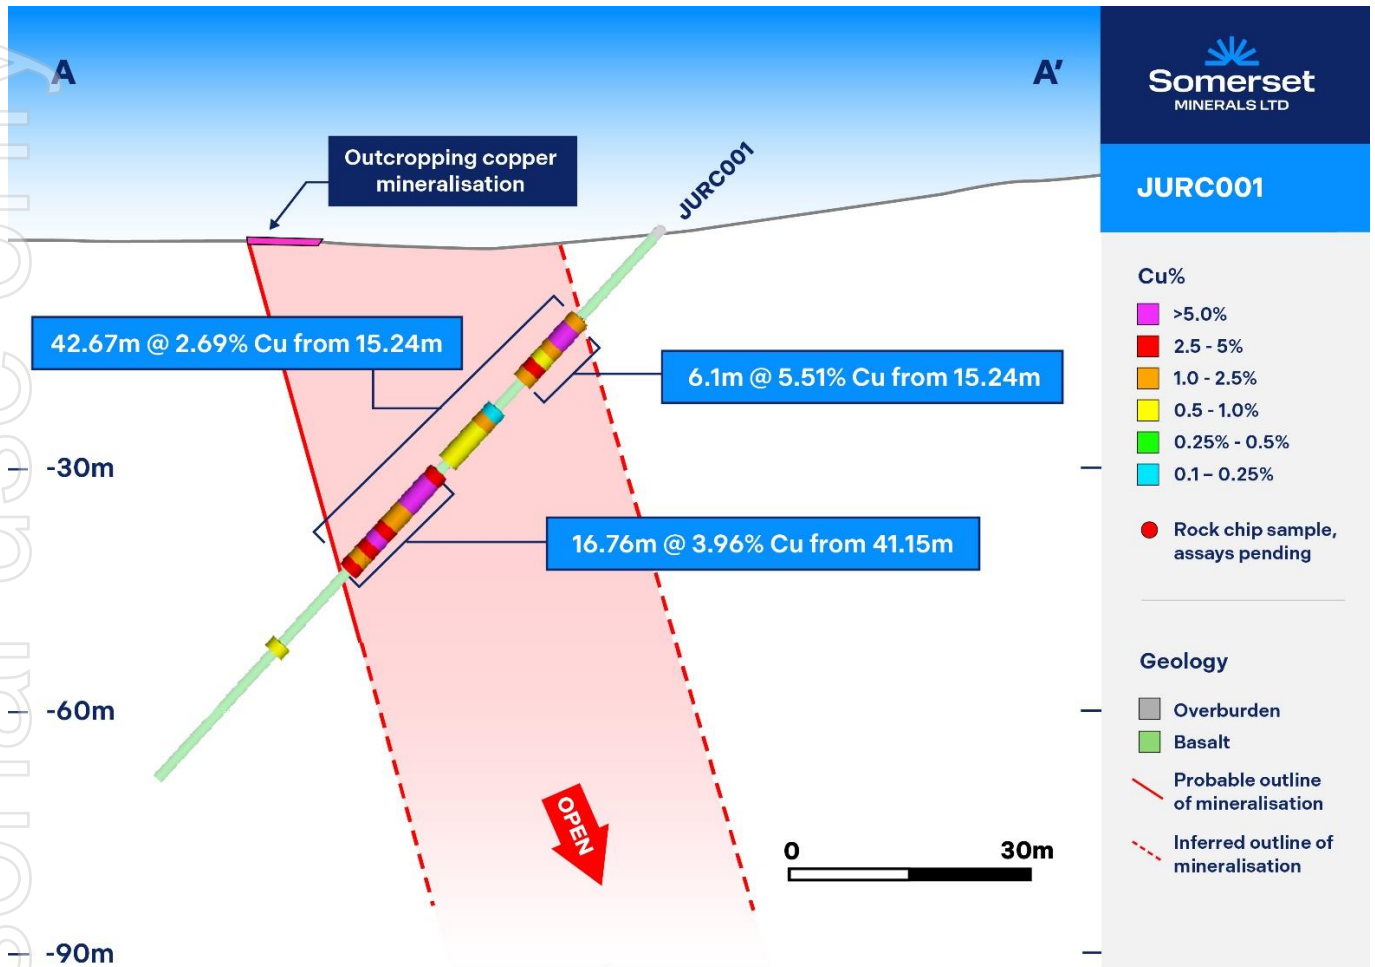 A
A′
Outcropping copper
mineralisation
JURC001
42.67m @ 2.69% Cu from 15.24m
6.1m @ 5.51% Cu from 15.24m
16.76m @ 3.96% Cu from 41.15m
-30m
-60m
-90m
OPEN
0
30m
Somerset
MINERALS LTD
JURC001
Cu%
>5.0%
2.5 - 5%
1.0 - 2.5%
0.5 - 1.0%
0.25% - 0.5%
0.1 – 0.25%
Rock chip sample,
assays pending
Geology
Overburden
Basalt
Probable outline
of mineralisation
Inferred outline of
mineralisation